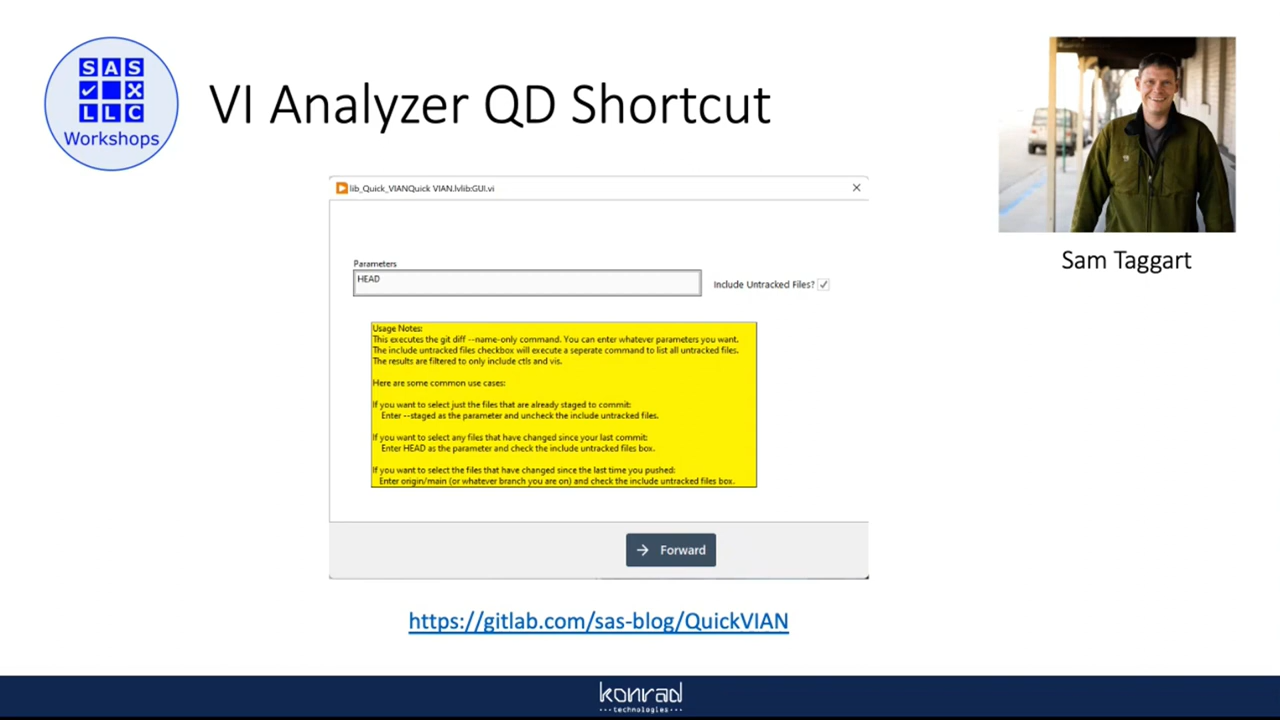 SAS
X
LLC
Workshops
VI Analyzer QD Shortcut
Sam Taggart
lib_Quick_VIANQuick VIAN.lvlib:GUI.vi
Parameters
HEAD
Include Untracked Files?
Usage Notes:
This executes the git diff --name-only command. You can enter whatever parameters you want.
The include untracked files checkbox will execute a seperate command to list all untracked files.
The results are filtered to only include ctls and vis.
Here are some common use cases:
If you want to select just the files that are already staged to commit:
Enter --staged as the parameter and uncheck the include untracked files.
If you want to select any files that have changed since your last commit:
Enter HEAD as the parameter and check the include untracked files box.
If you want to select the files that have changed since the last time you pushed:
Enter origin/main (or whatever branch you are on) and check the include untracked files box.
Forward
https://gitlab.com/sas-blog/QuickVIAN
konrad
technologies